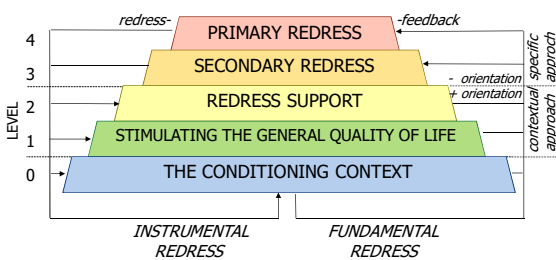 redress-
-feedback
4
PRIMARY REDRESS
3
SECONDARY REDRESS
- orientation
+ orientation
2
REDRESS SUPPORT
1
STIMULATING THE GENERAL QUALITY OF LIFE
0
THE CONDITIONING CONTEXT
LEVEL
specific
approch
contextual
approach
INSTRUMENTAL
REDRESS
FUNDAMENTAL
REDRESS